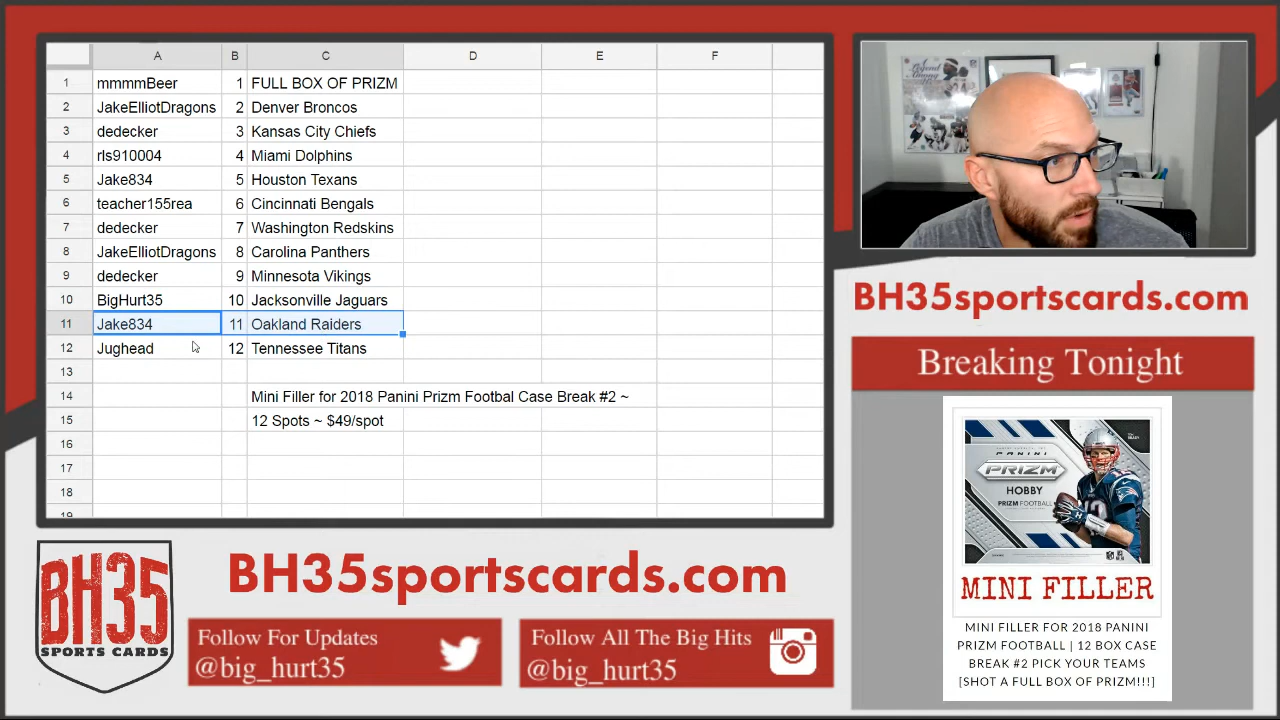 A B C D E F
1 mmmmBeer 1 FULL BOX OF PRIZM
2 JakeElliotDragons 2 Denver Broncos
3 dedecker 3 Kansas City Chiefs
4 rls910004 4 Miami Dolphins
5 Jake834 5 Houston Texans
6 teacher155rea 6 Cincinnati Bengals
7 dedecker 7 Washington Redskins
8 JakeElliotDragons 8 Carolina Panthers
9 dedecker 9 Minnesota Vikings
10 BigHurt35 10 Jacksonville Jaguars
11 Jake834 11 Oakland Raiders
12 Jughead 12 Tennessee Titans
13
14 Mini Filler for 2018 Panini Prizm Footbal Case Break #2 ~
15 12 Spots ~ $49/spot
16
17
18
19
BH35sportscards.com
Breaking Tonight
PANINI
PRIZM
HOBBY
PRIZM FOOTBALL
MINI FILLER
MINI FILLER FOR 2018 PANINI
PRIZM FOOTBALL | 12 BOX CASE
BREAK #2 PICK YOUR TEAMS
[SHOT A FULL BOX OF PRIZM!!!]
BH35
SPORTS CARDS
BH35sportscards.com
Follow For Updates
@big_hurt35
Follow All The Big Hits
@big_hurt35